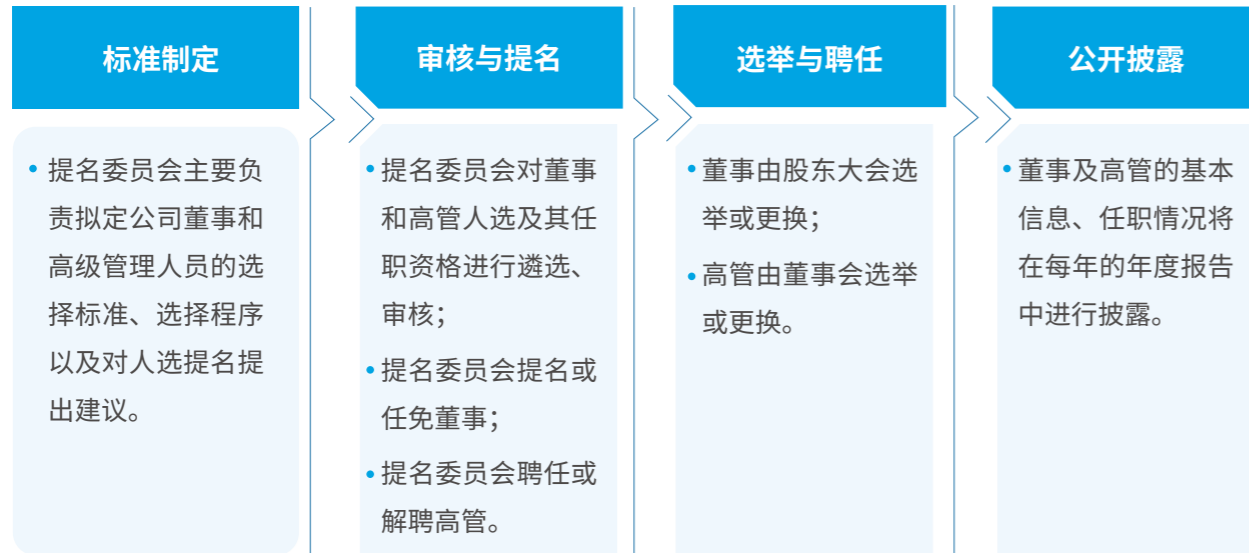 标准制定
• 提名委员会主要负
责拟定公司董事和
高级管理人员的选
择标准、选择程序
以及对人选提名提
出建议。
审核与提名
• 提名委员会对董事
和高管人选及其任
职资格进行遴选、
审核；
• 提名委员会提名或
任免董事；
• 提名委员会聘任或
解聘高管。
选举与聘任
• 董事由股东大会选
举或更换；
• 高管由董事会选举
或更换。
公开披露
• 董事及高管的基本
信息、任职情况将
在每年的年度报告
中进行披露。